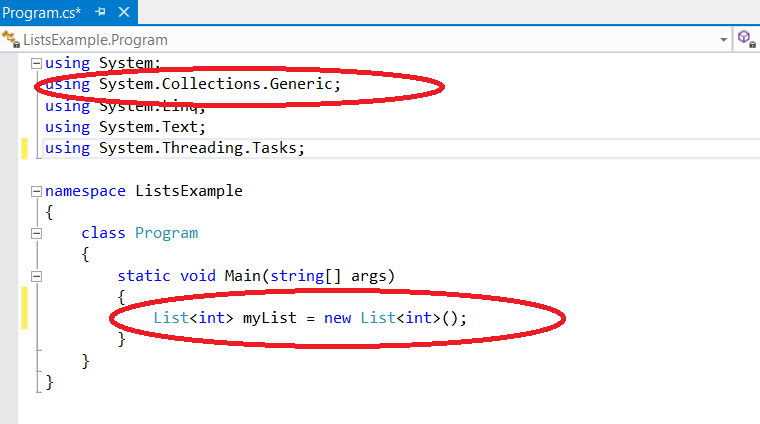 Program.cs*
ListsExample.Program
using System;
using System.Collections.Generic;
using System.Linq;
using System.Text;
using System.Threading.Tasks;
namespace ListsExample
{
class Program
{
static void Main(string[] args)
{
List<int> myList = new List<int>();
}
}
}